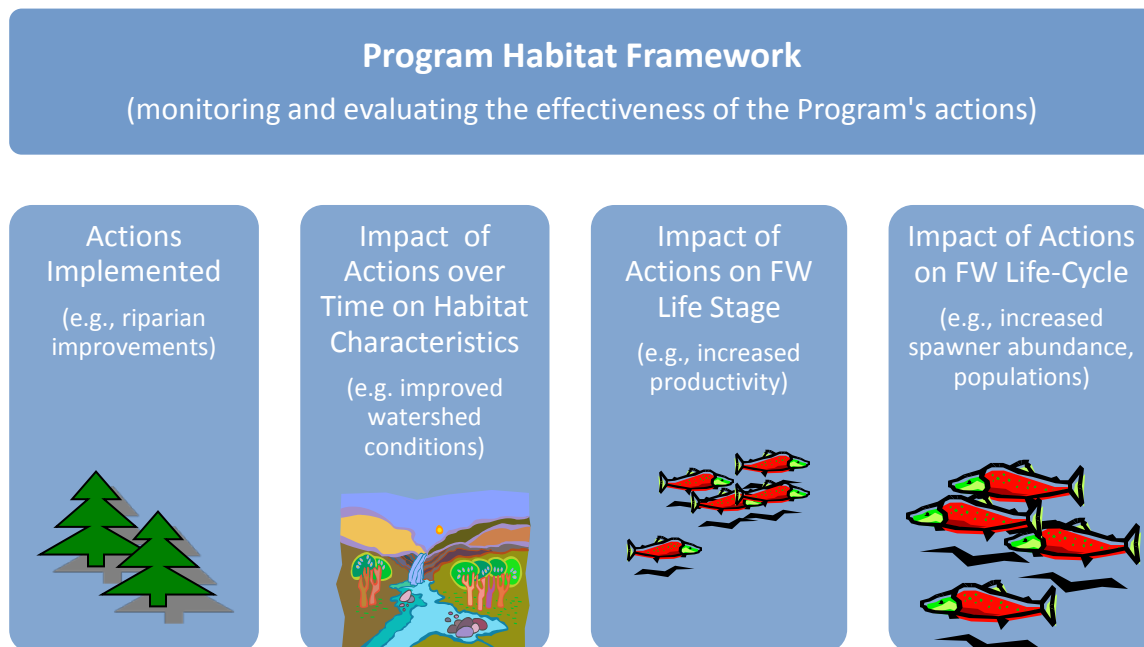 Program Habitat Framework
(monitoring and evaluating the effectiveness of the Program's actions)
Actions
Implemented
(e.g., riparian
improvements)
Impact of
Actions over
Time on Habitat
Characteristics
(e.g. improved
watershed
conditions)
Impact of
Actions on FW
Life Stage
(e.g., increased
productivity)
Impact of Actions
on FW Life-Cycle
(e.g., increased
spawner abundance,
populations)